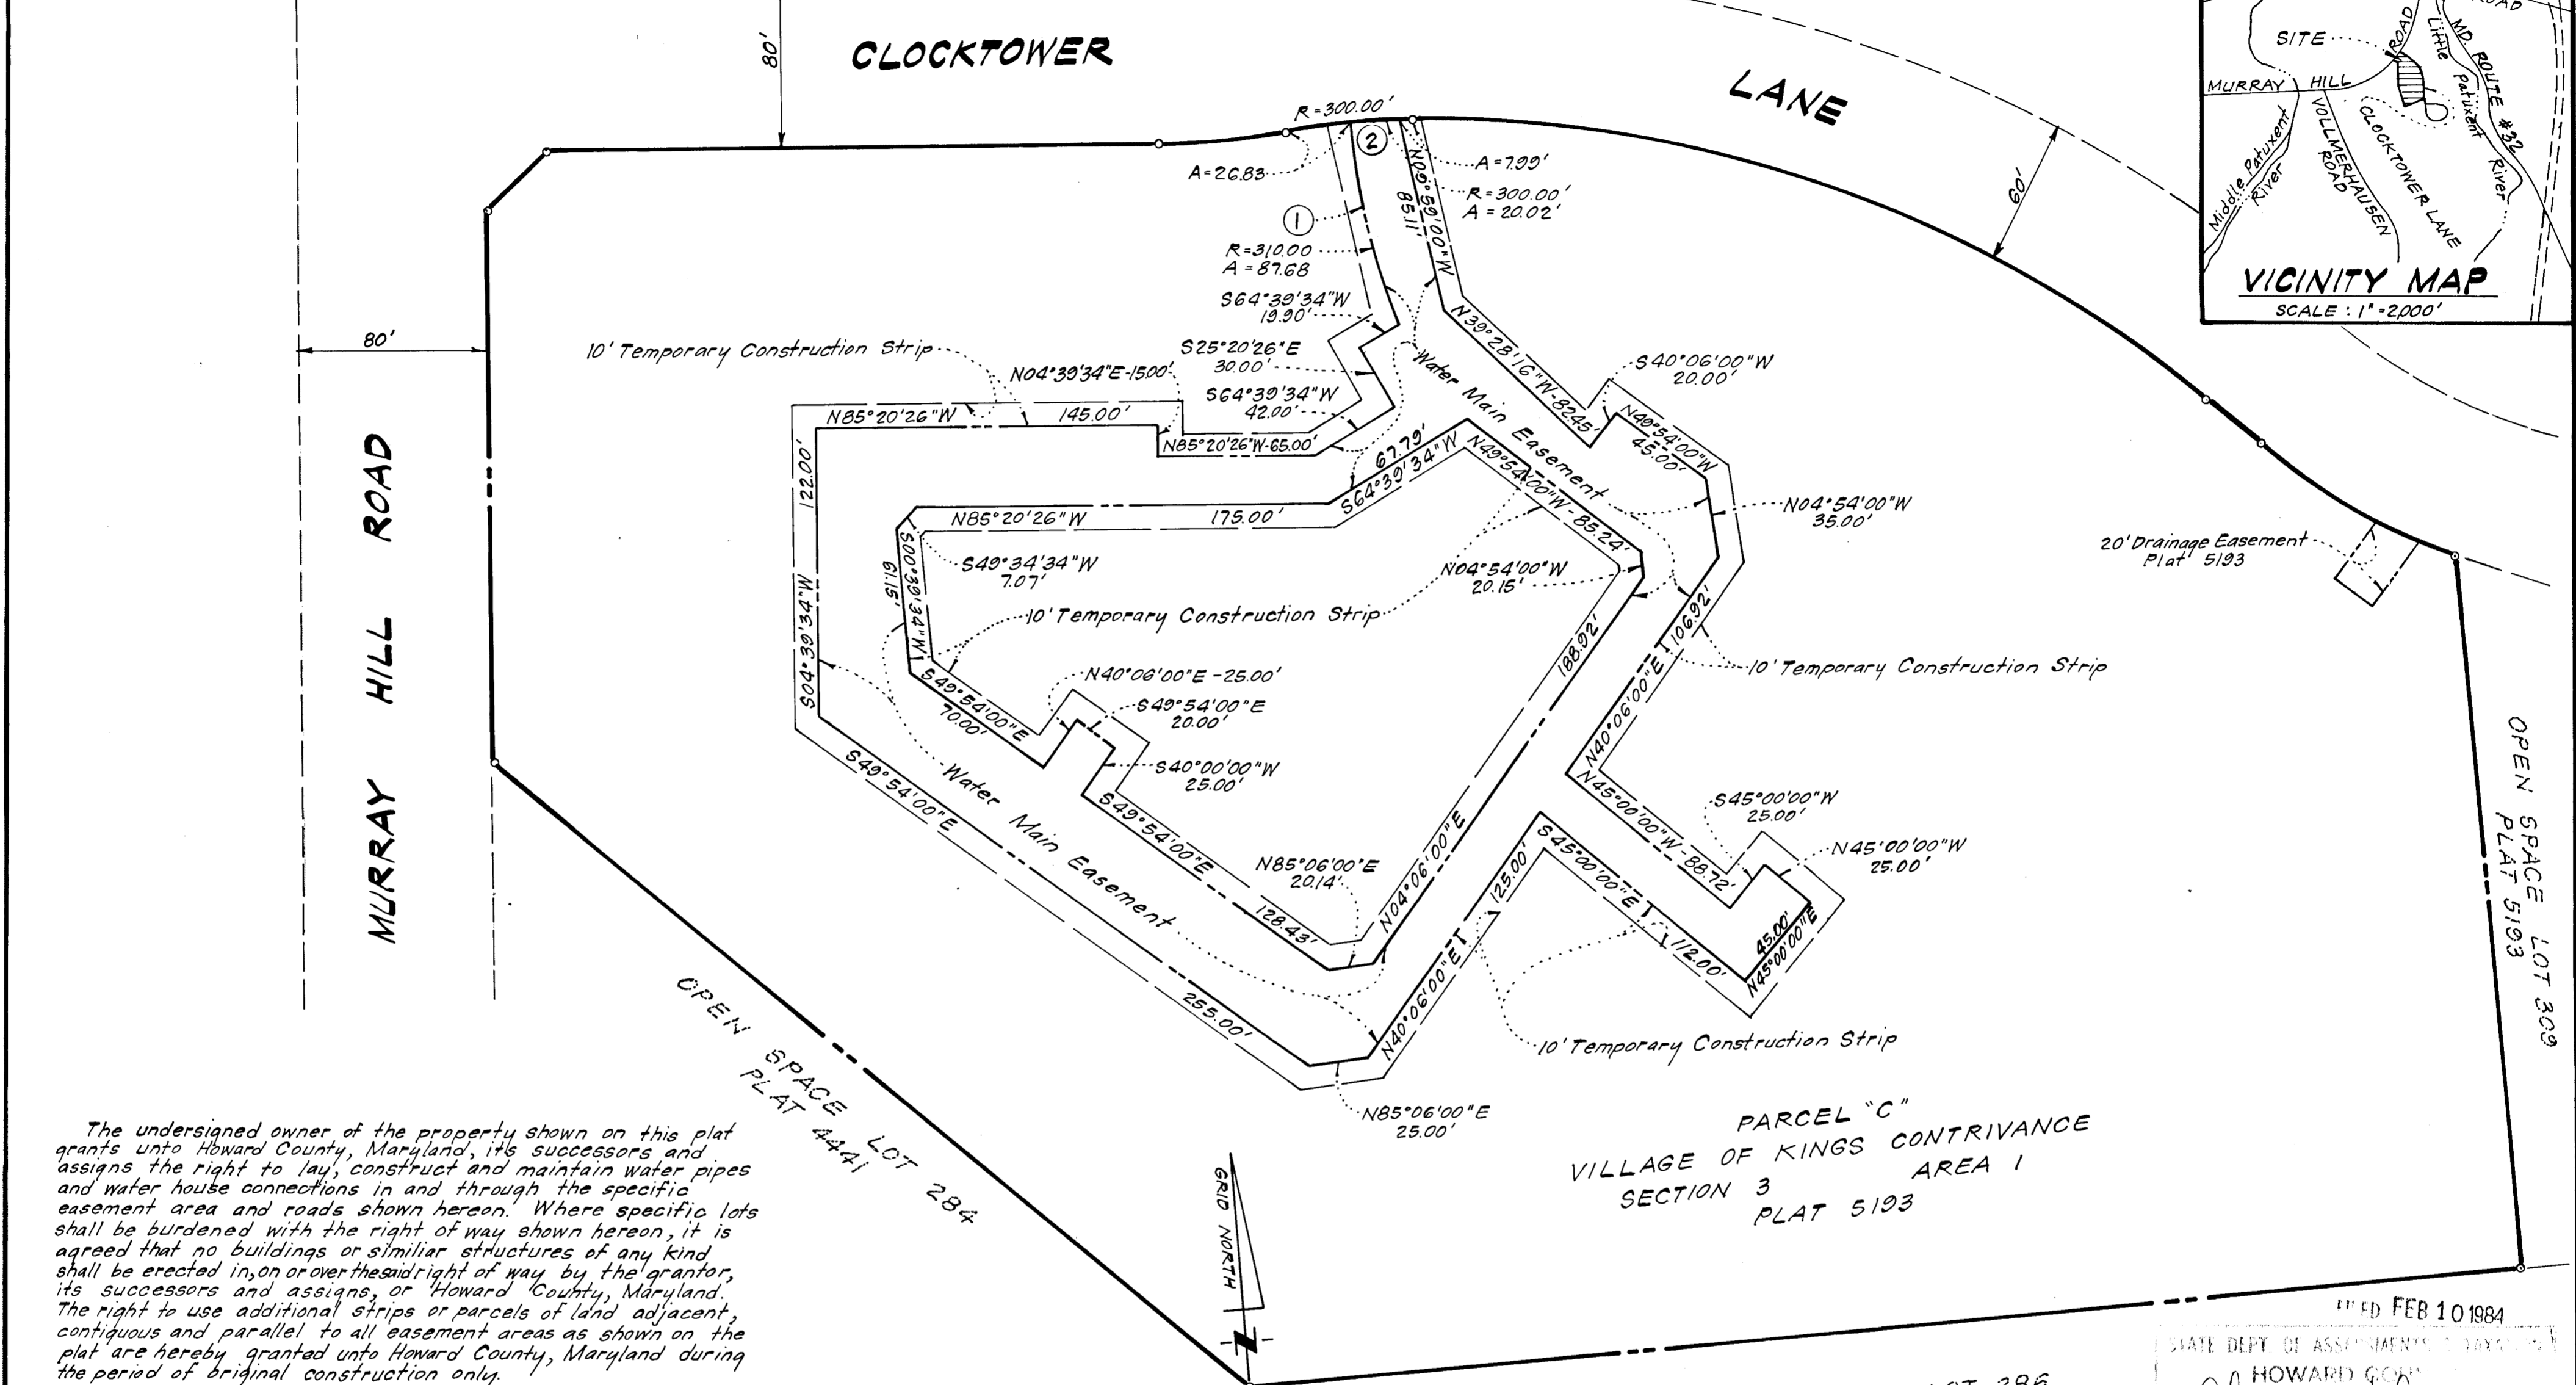 CLOCKTOWER
LANE
80'
80'
60'
MURRAY HILL ROAD
SITE
ROAD
ROAD
Little Patuxent River
MD. ROUTE #32
MURRAY HILL
Middle Patuxent River
VOLLMERHAUSEN ROAD
CLOCKTOWER LANE
VICINITY MAP
SCALE : 1" = 2,000'
R=300.00'
2
A=26.83
A=7.99'
R=300.00'
A = 20.02'
N09°59'00"W
85.11'
1
R=310.00
A = 87.68
S64°39'34"W
19.90'
S25°20'26"E
30.00'
S64°39'34"W
42.00'
10' Temporary Construction Strip
N04°39'34"E-15.00'
N85°20'26"W 145.00'
N85°20'26"W-65.00'
122.00'
S04°39'34"W
N39°28'16"W-82.45'
S40°06'00"W
20.00'
N49°54'00"W
45.00'
Water Main Easement
67.79'
S64°39'34"W
N49°54'00"W-85.24'
N04°54'00"W
35.00'
N85°20'26"W 175.00'
S49°34'34"W
7.07'
S00°39'34"W
61.15'
N04°54'00"W
20.15'
10' Temporary Construction Strip
188.92'
106.92'
N40°06'00"E
10' Temporary Construction Strip
20' Drainage Easement
Plat 5193
N40°06'00"E-25.00'
S49°54'00"E
20.00'
S49°54'00"E
70.00'
S40°00'00"W
25.00'
S49°54'00"E
255.00'
Water Main Easement
S49°54'00"E
128.43'
N85°06'00"E
20.14'
N04°06'00"E
N45°00'00"W-88.72'
S45°00'00"W
25.00'
N45°00'00"W
25.00'
S45°00'00"E
112.00'
45.00'
N45°00'00"E
125.00'
N40°06'00"E
10' Temporary Construction Strip
N85°06'00"E
25.00'
OPEN SPACE LOT 309
PLAT 5193
OPEN SPACE LOT 284
PLAT 4441
PARCEL "C"
VILLAGE OF KINGS CONTRIVANCE
SECTION 3 AREA 1
PLAT 5193
GRID NORTH
N
The undersigned owner of the property shown on this plat
grants unto Howard County, Maryland, its successors and
assigns the right to lay, construct and maintain water pipes
and water house connections in and through the specific
easement area and roads shown hereon. Where specific lots
shall be burdened with the right of way shown hereon, it is
agreed that no buildings or similiar structures of any kind
shall be erected in, on or over the said right of way by the grantor,
its successors and assigns, or Howard County, Maryland.
The right to use additional strips or parcels of land adjacent,
contiguous and parallel to all easement areas as shown on the
plat are hereby granted unto Howard County, Maryland during
the period of original construction only.
FEB 10 1984
STATE DEPT. OF
HOWARD